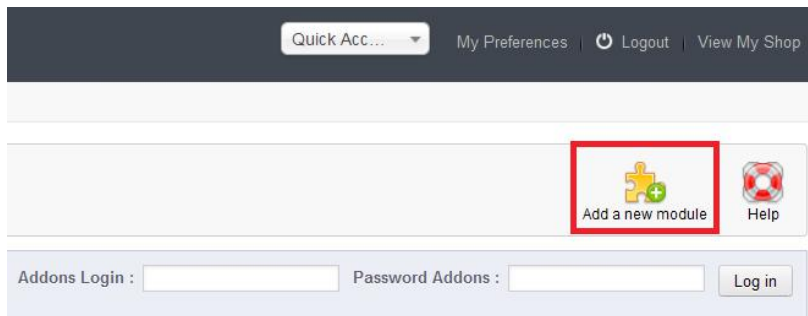 Quick Acc... My Preferences Logout View My Shop
Add a new module Help
Addons Login : Password Addons : Log in